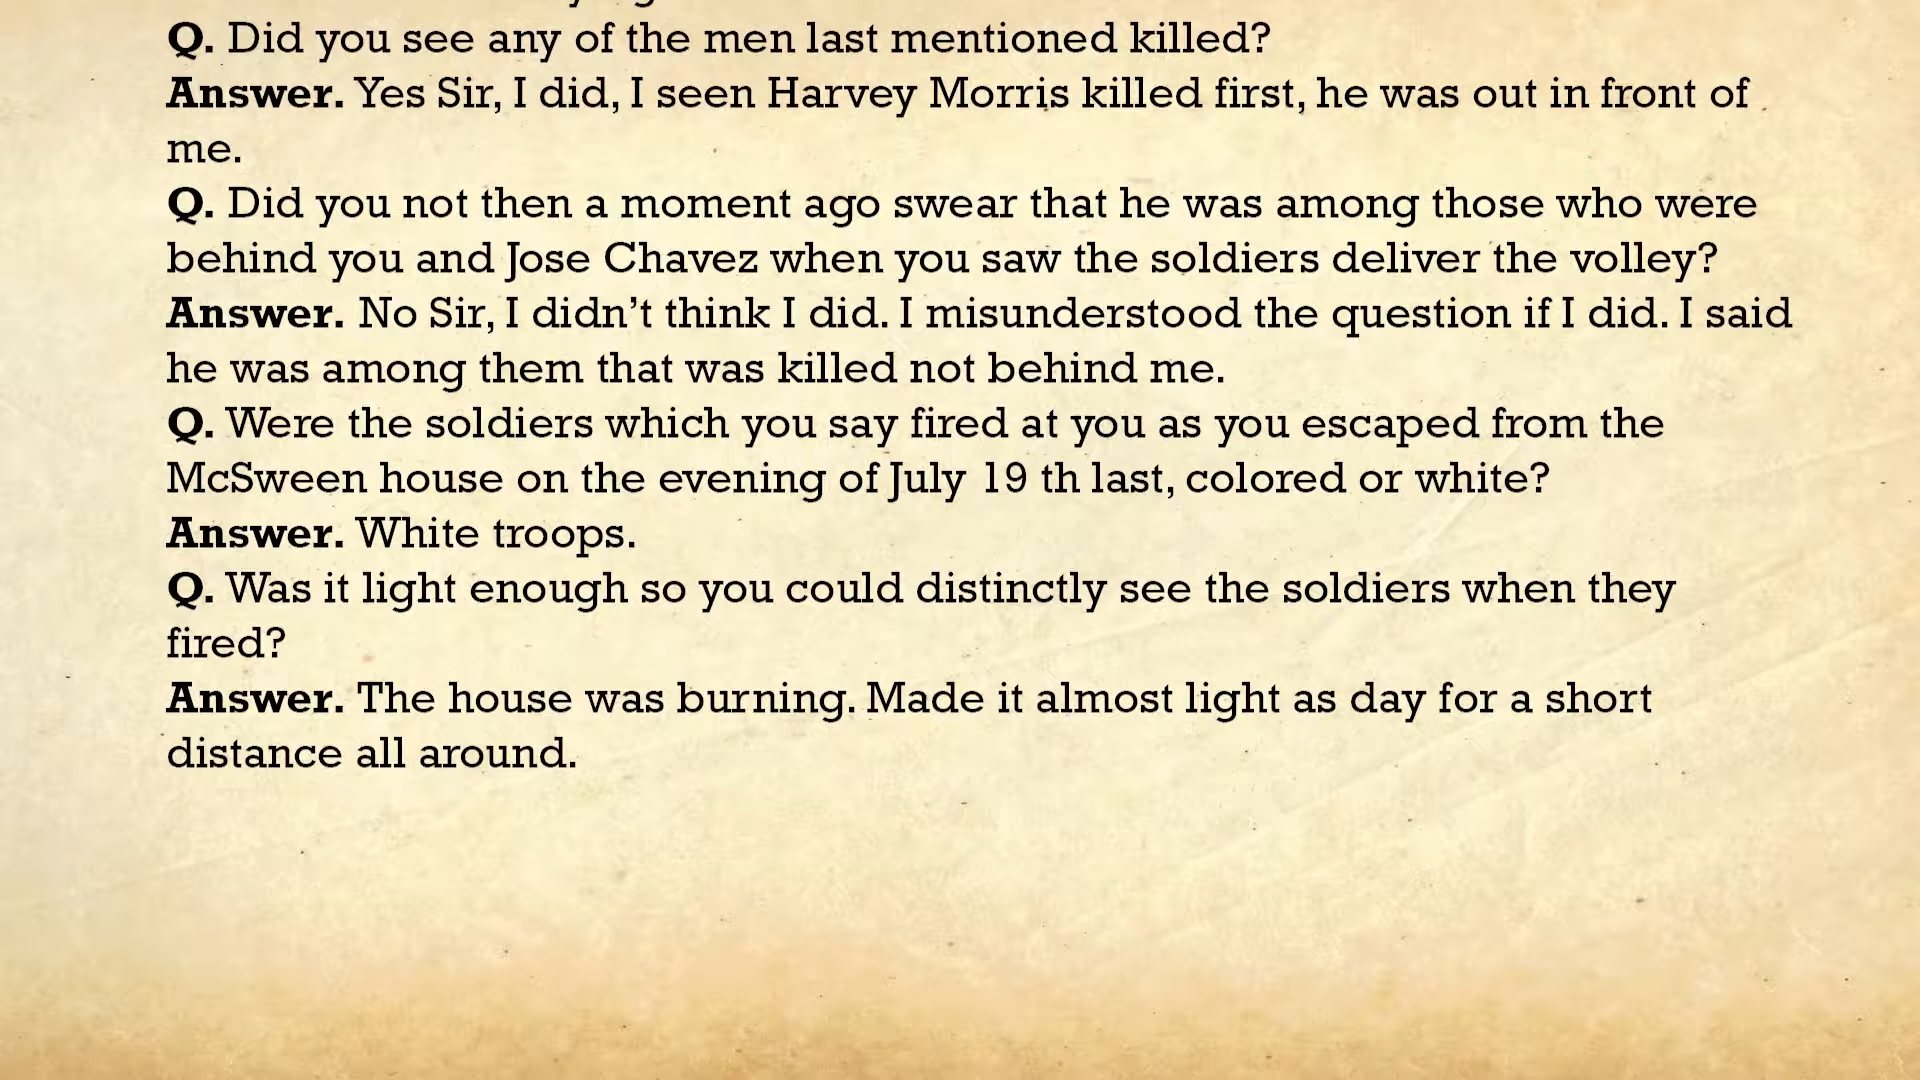 Q. Did you see any of the men last mentioned killed?
Answer. Yes Sir, I did, I seen Harvey Morris killed first, he was out in front of
me.
Q. Did you not then a moment ago swear that he was among those who were
behind you and Jose Chavez when you saw the soldiers deliver the volley?
Answer. No Sir, I didn’t think I did. I misunderstood the question if I did. I said
he was among them that was killed not behind me.
Q. Were the soldiers which you say fired at you as you escaped from the
McSween house on the evening of July 19 th last, colored or white?
Answer. White troops.
Q. Was it light enough so you could distinctly see the soldiers when they
fired?
Answer. The house was burning. Made it almost light as day for a short
distance all around.